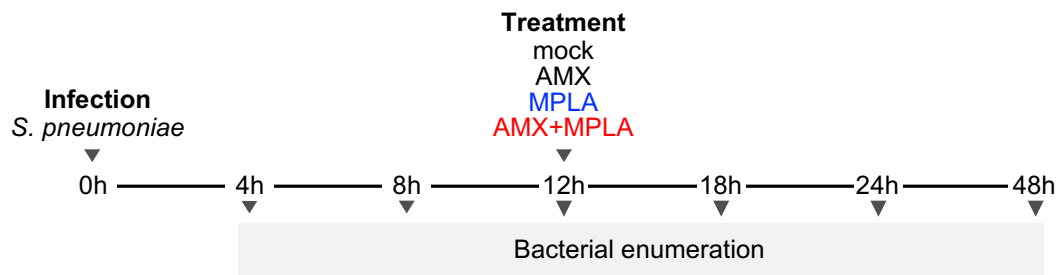 Treatment
mock
AMX
MPLA
AMX+MPLA
Infection
S. pneumoniae
0h 4h 8h 12h 18h 24h 48h
Bacterial enumeration